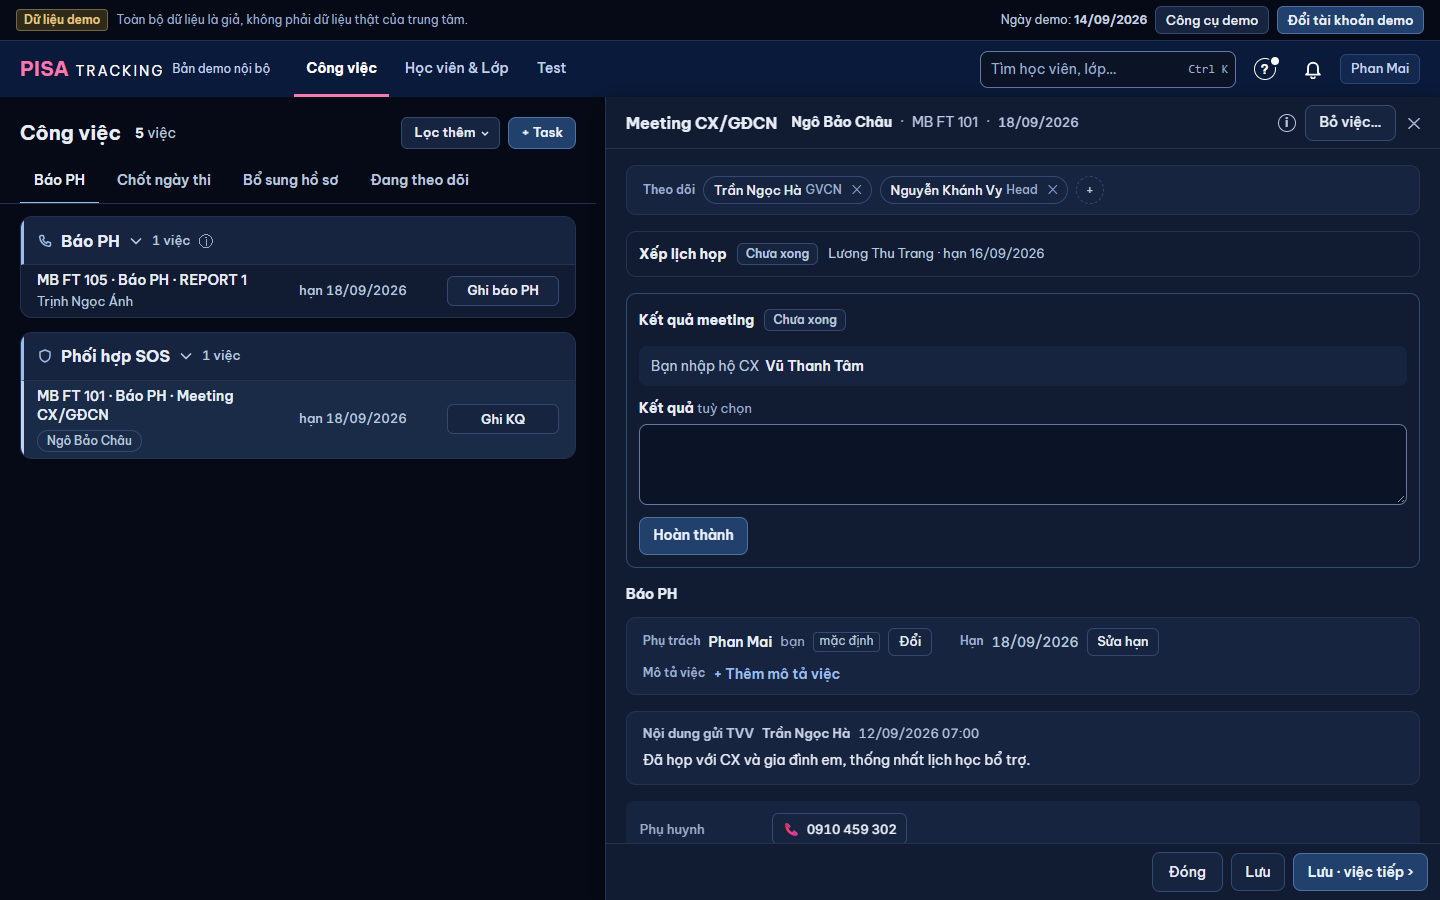 Dữ liệu demo Toàn bộ dữ liệu là giả, không phải dữ liệu thật của trung tâm. Ngày demo: 14/09/2026 Công cụ demo Đổi tài khoản demo
PISA TRACKING Bản demo nội bộ Công việc Học viên & Lớp Test Tìm học viên, lớp... Ctrl K ? Phan Mai
Công việc 5 việc Lọc thêm + Task
Báo PH Chốt ngày thi Bổ sung hồ sơ Đang theo dõi
Báo PH 1 việc
MB FT 105 · Báo PH · REPORT 1
Trịnh Ngọc Ánh
hạn 18/09/2026
Ghi báo PH
Phối hợp SOS 1 việc
MB FT 101 · Báo PH · Meeting
CX/GĐCN
Ngô Bảo Châu
hạn 18/09/2026
Ghi KQ
Meeting CX/GĐCN Ngô Bảo Châu · MB FT 101 · 18/09/2026 Bỏ việc...
Theo dõi Trần Ngọc Hà GVCN Nguyễn Khánh Vy Head +
Xếp lịch họp Chưa xong Lương Thu Trang · hạn 16/09/2026
Kết quả meeting Chưa xong
Bạn nhập hộ CX Vũ Thanh Tâm
Kết quả tuỳ chọn
Hoàn thành
Báo PH
Phụ trách Phan Mai bạn mặc định Đổi Hạn 18/09/2026 Sửa hạn
Mô tả việc + Thêm mô tả việc
Nội dung gửi TVV Trần Ngọc Hà 12/09/2026 07:00
Đã họp với CX và gia đình em, thống nhất lịch học bổ trợ.
Phụ huynh 0910 459 302
Đóng Lưu Lưu · việc tiếp ›